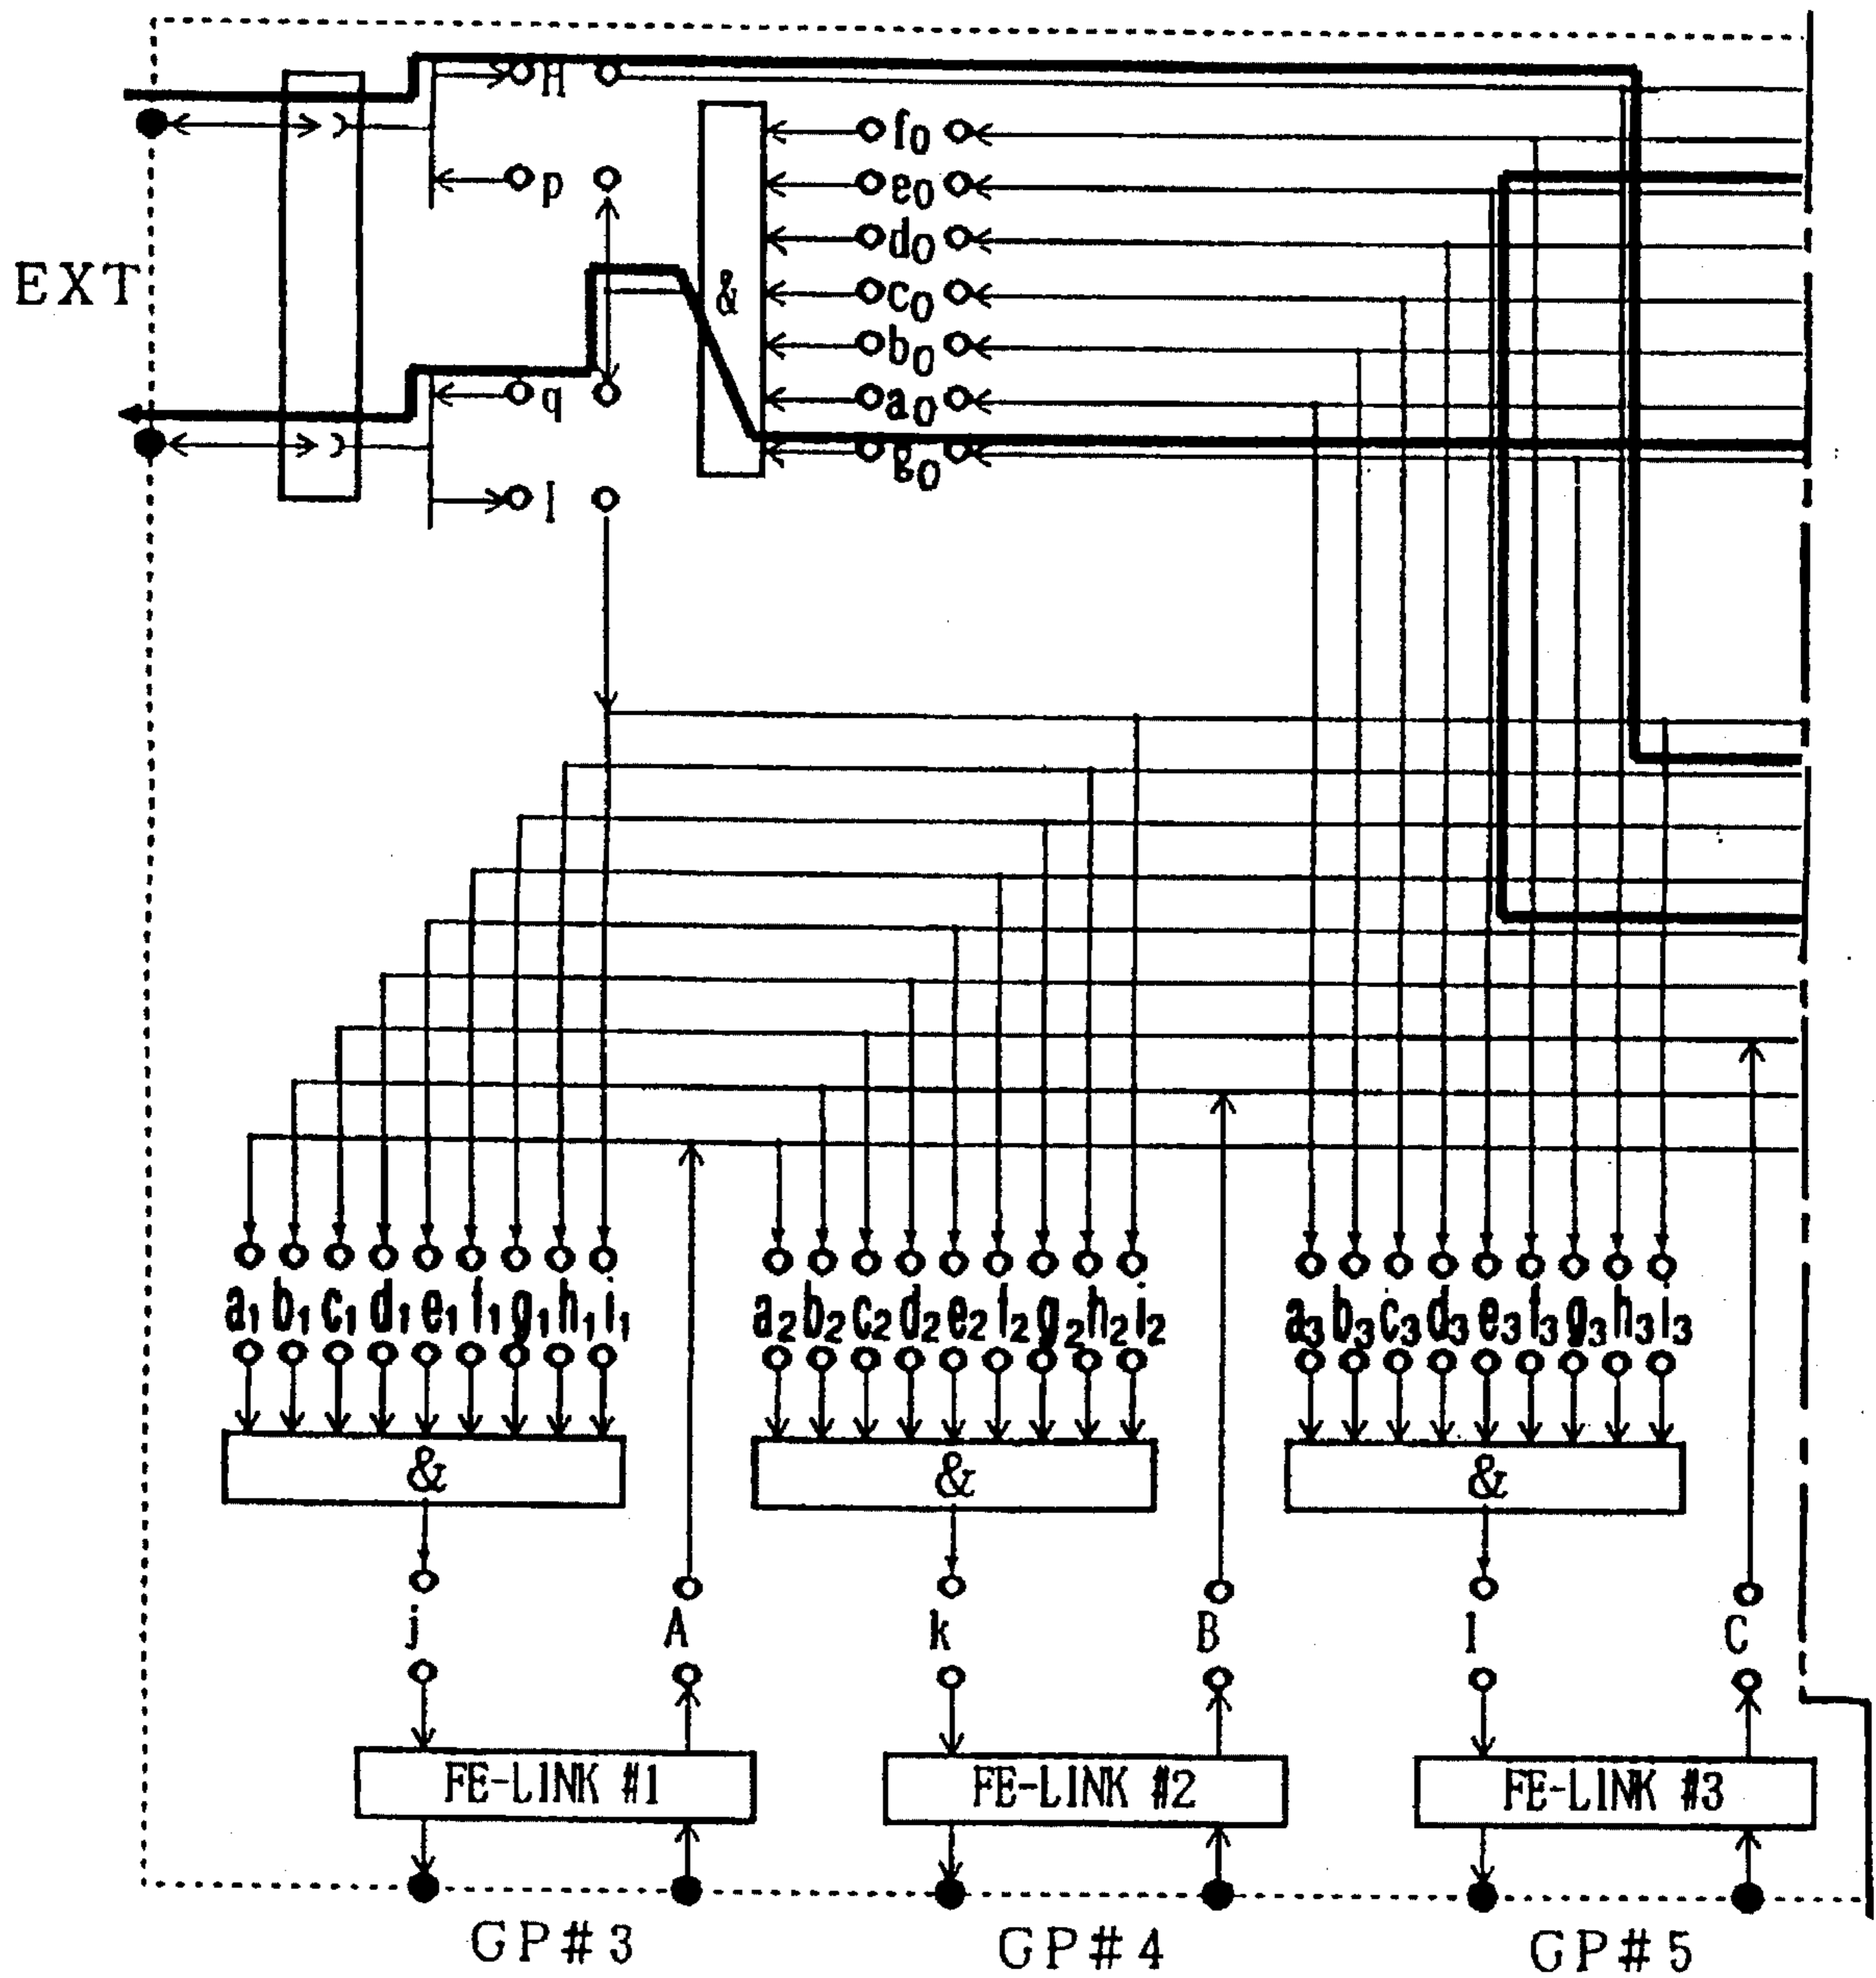 H
f0
p
e0
d0
EXT
&
c0
b0
q
a0
g0
I
a1 b1 c1 d1 e1 f1 g1 h1 i1
a2 b2 c2 d2 e2 f2 g2 h2 i2
a3 b3 c3 d3 e3 f3 g3 h3 i3
&
&
&
j
A
k
B
l
C
FE-LINK #1
FE-LINK #2
FE-LINK #3
GP#3
GP#4
GP#5